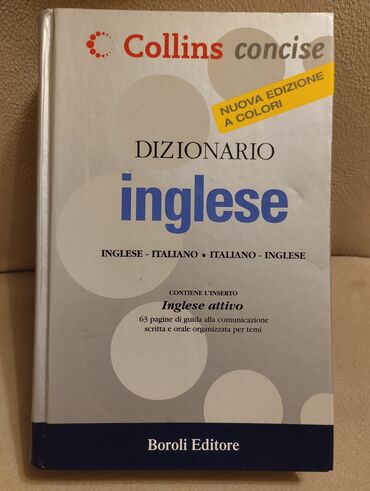 Collins concise
NUOVA EDIZIONE
A COLORI
DIZIONARIO
inglese
INGLESE - ITALIANO • ITALIANO - INGLESE
CONTIENE L'INSERTO
Inglese attivo
63 pagine di guida alla comunicazione
scritta e orale organizzata per temi
Boroli Editore